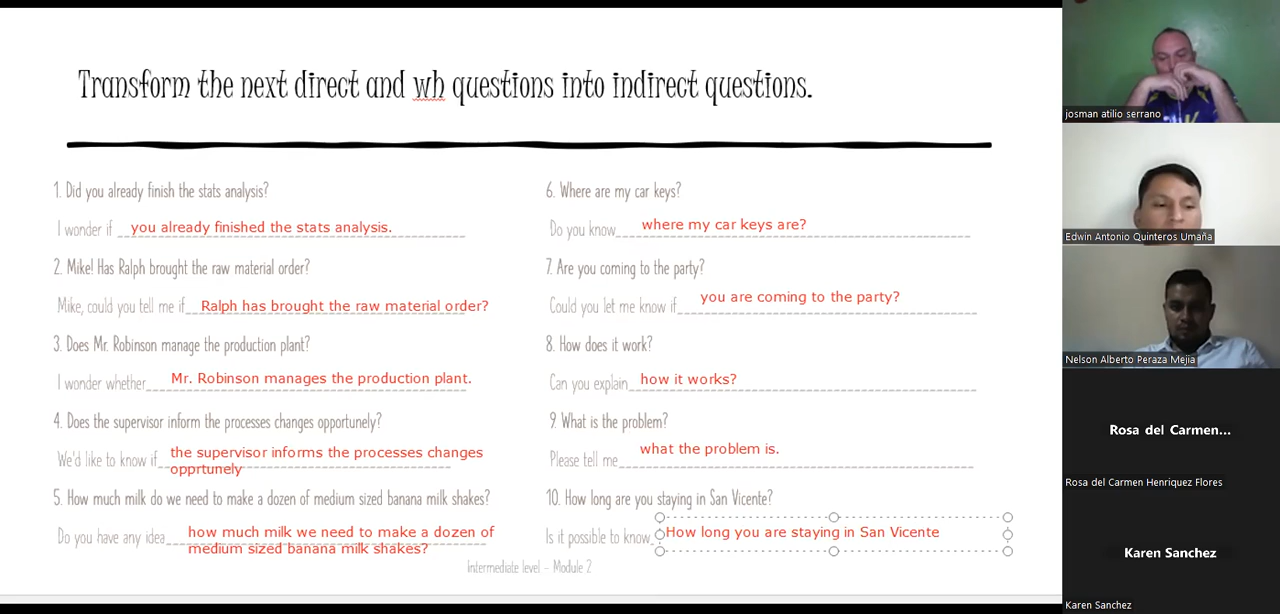 Transform the next direct and wh questions into indirect questions.
1. Did you already finish the stats analysis?
I wonder if you already finished the stats analysis.
2. Mike! Has Ralph brought the raw material order?
Mike, could you tell me if Ralph has brought the raw material order?
3. Does Mr. Robinson manage the production plant?
I wonder whether Mr. Robinson manages the production plant.
4. Does the supervisor inform the processes changes opportunely?
We'd like to know if the supervisor informs the processes changes
opprtunely
5. How much milk do we need to make a dozen of medium sized banana milk shakes?
Do you have any idea how much milk we need to make a dozen of
medium sized banana milk shakes?
6. Where are my car keys?
Do you know where my car keys are?
7. Are you coming to the party?
Could you let me know if you are coming to the party?
8. How does it work?
Can you explain how it works?
9. What is the problem?
Please tell me what the problem is.
10. How long are you staying in San Vicente?
Is it possible to know How long you are staying in San Vicente
Intermediate level - Module 2
josman atilio serrano
Edwin Antonio Quinteros Umaña
Nelson Alberto Peraza Mejia
Rosa del Carmen...
Rosa del Carmen Henriquez Flores
Karen Sanchez
Karen Sanchez